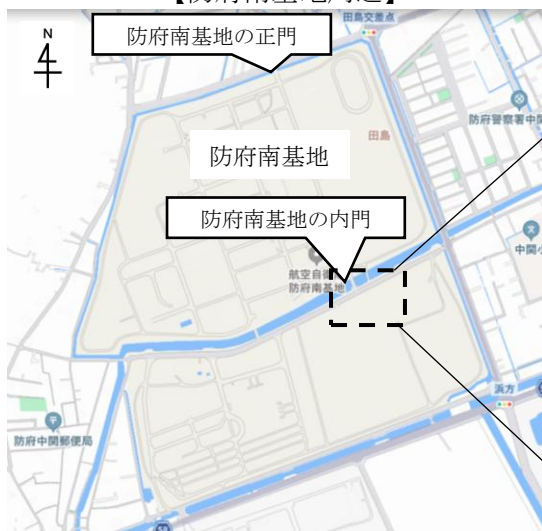 【防府南基地周辺】
田島交差点
防府南基地の正門
N
防府警察署中関
田島
防府南基地
防府南基地の内門
中関小
航空自衛
防府南基地
浜方
防府中関郵便局
58